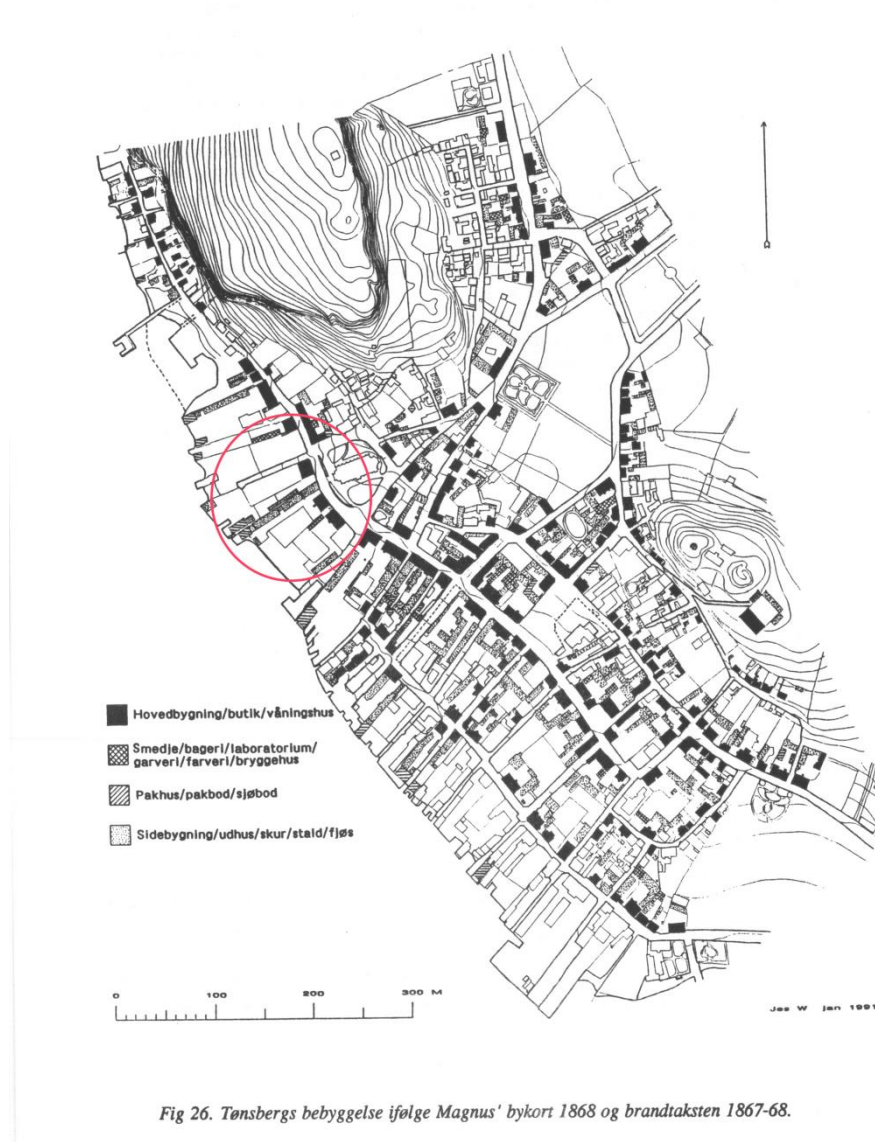 Hovedbygning/butik/våningshus
Smedje/bageri/laboratorium/
garveri/farveri/bryggehus
Pakhus/pakbod/sjøbod
Sidebygning/udhus/skur/stald/fjøs
0 100 200 300 M
Jes W jan 1991
Fig 26. Tønsbergs bebyggelse ifølge Magnus' bykort 1868 og brandtaksten 1867-68.